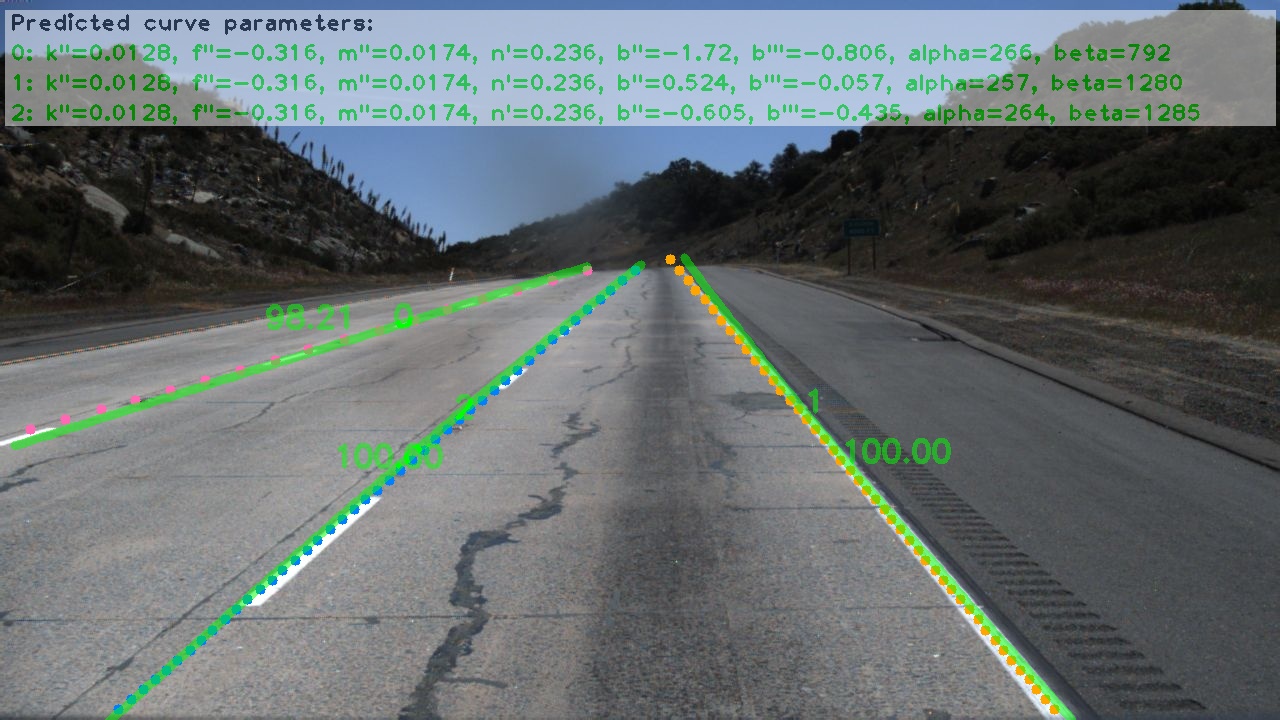 Predicted curve parameters:
0: k''=0.0128, f''=-0.316, m''=0.0174, n'=0.236, b''=-1.72, b'''=-0.806, alpha=266, beta=792
1: k''=0.0128, f''=-0.316, m''=0.0174, n'=0.236, b''=0.524, b'''=-0.057, alpha=257, beta=1280
2: k''=0.0128, f''=-0.316, m''=0.0174, n'=0.236, b''=-0.605, b'''=-0.435, alpha=264, beta=1285
98.21 0
1
100.00
100.00